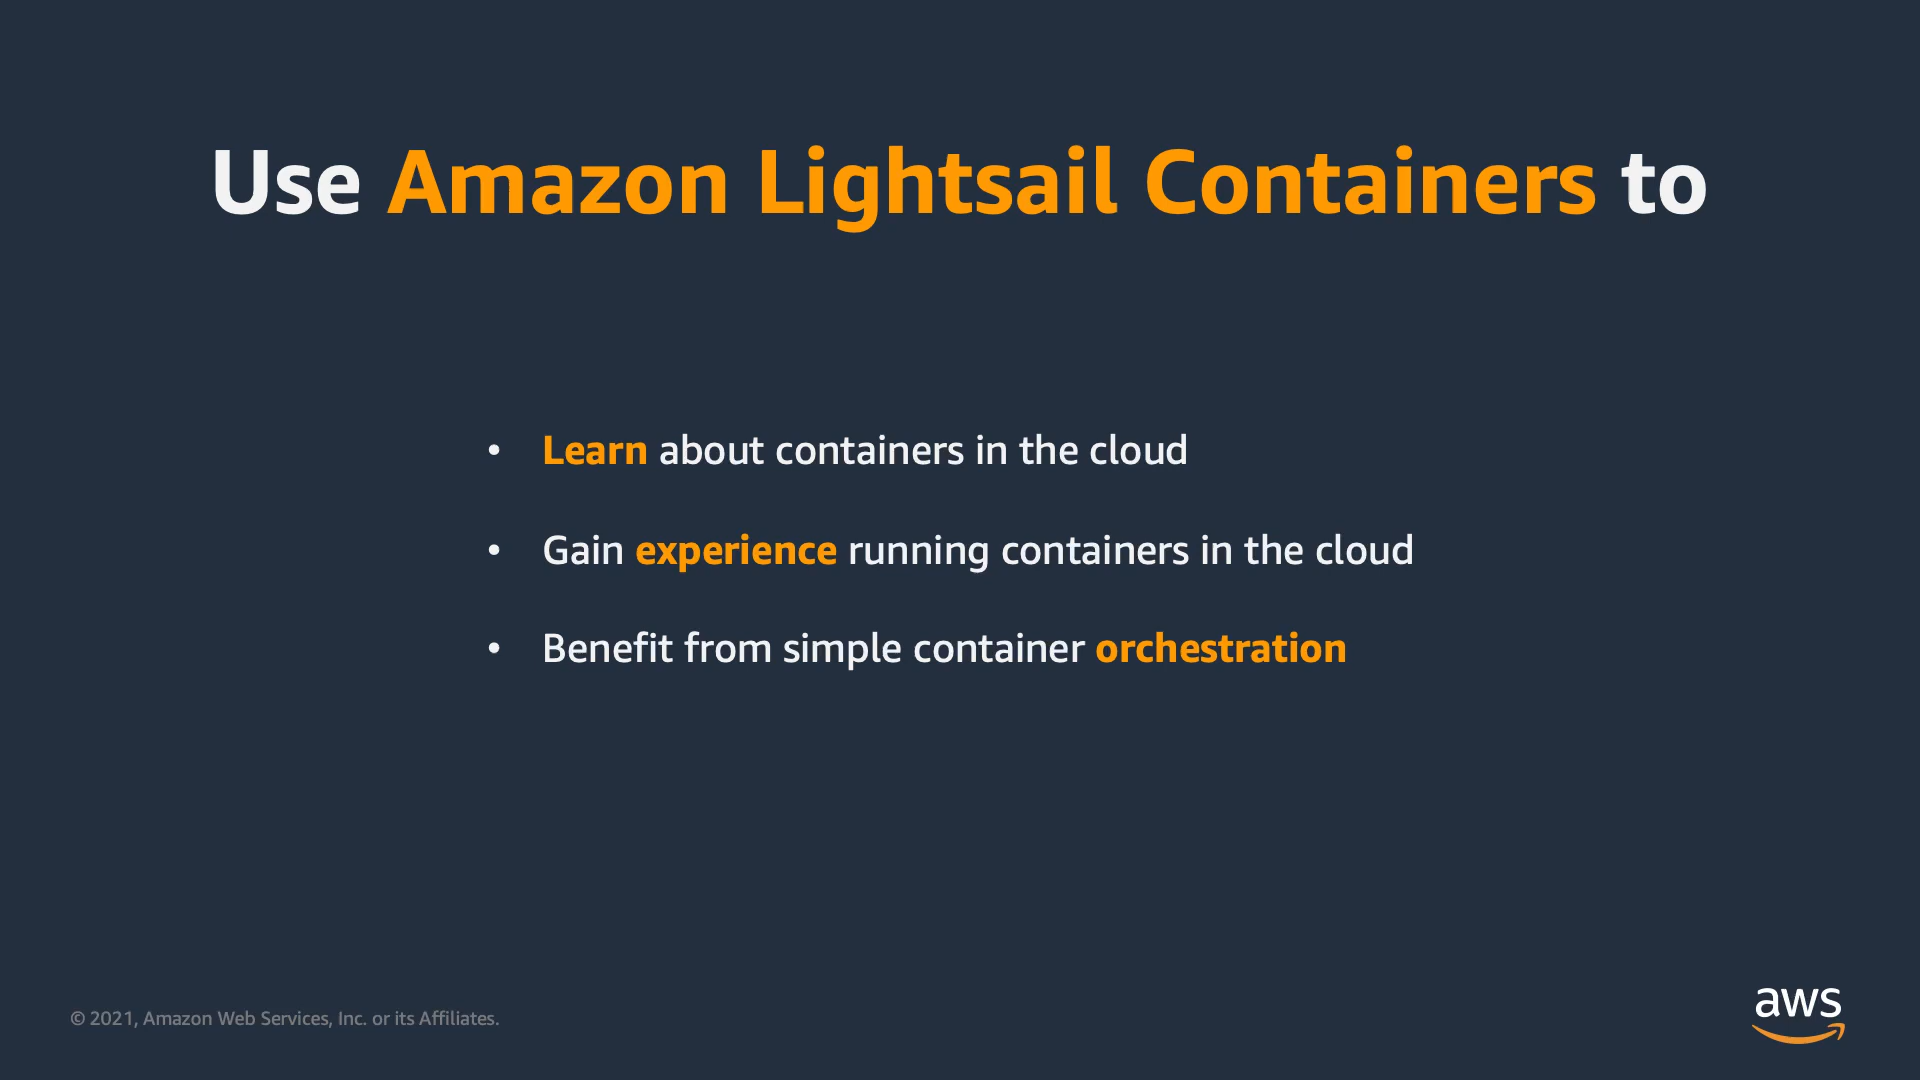 Use Amazon Lightsail Containers to
• Learn about containers in the cloud
• Gain experience running containers in the cloud
• Benefit from simple container orchestration
© 2021, Amazon Web Services, Inc. or its Affiliates.
aws